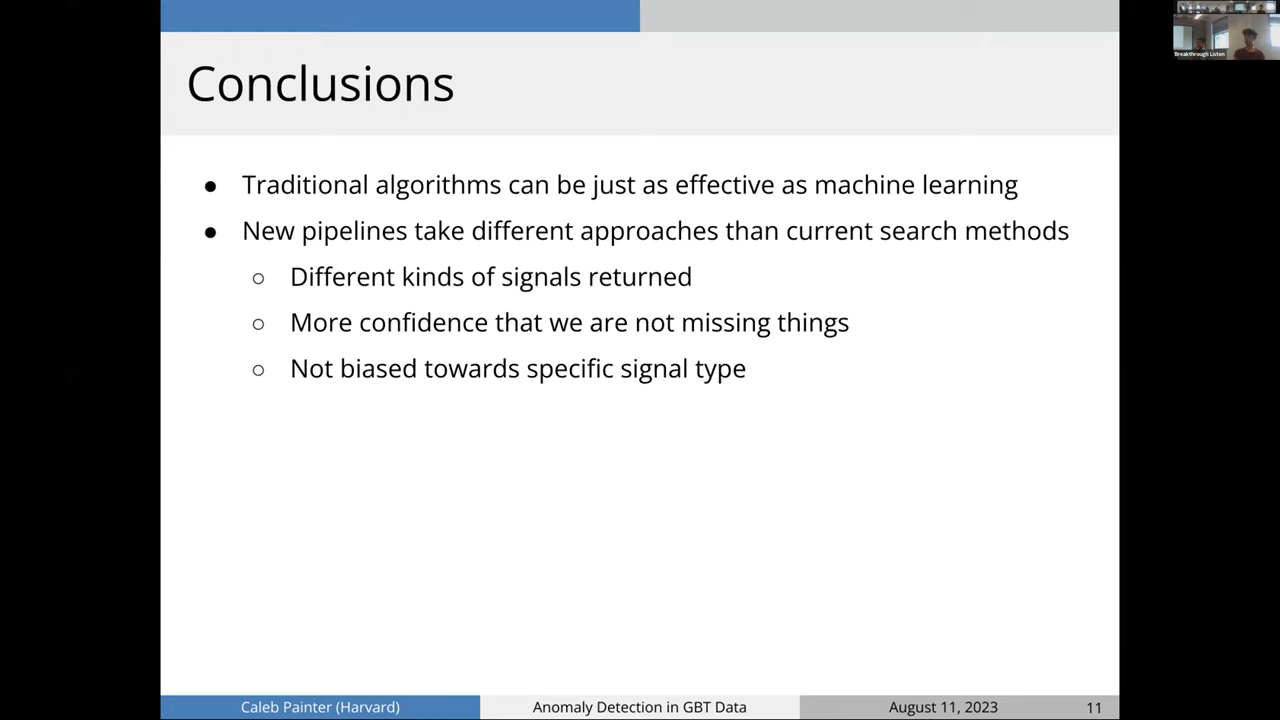 Breakthrough Listen
Conclusions
● Traditional algorithms can be just as effective as machine learning
● New pipelines take different approaches than current search methods
○ Different kinds of signals returned
○ More confidence that we are not missing things
○ Not biased towards specific signal type
Caleb Painter (Harvard) Anomaly Detection in GBT Data August 11, 2023 11